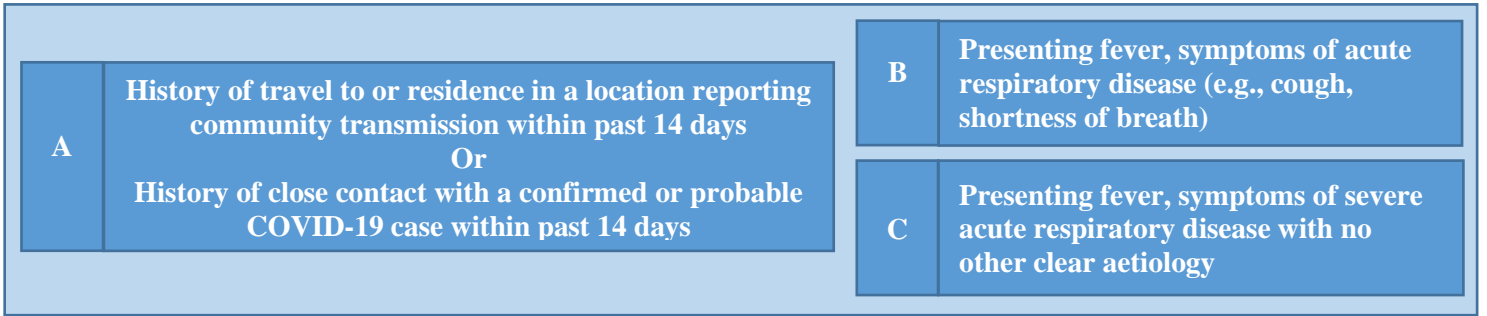 A
History of travel to or residence in a location reporting
community transmission within past 14 days
Or
History of close contact with a confirmed or probable
COVID-19 case within past 14 days
B
Presenting fever, symptoms of acute
respiratory disease (e.g., cough,
shortness of breath)
C
Presenting fever, symptoms of severe
acute respiratory disease with no
other clear aetiology